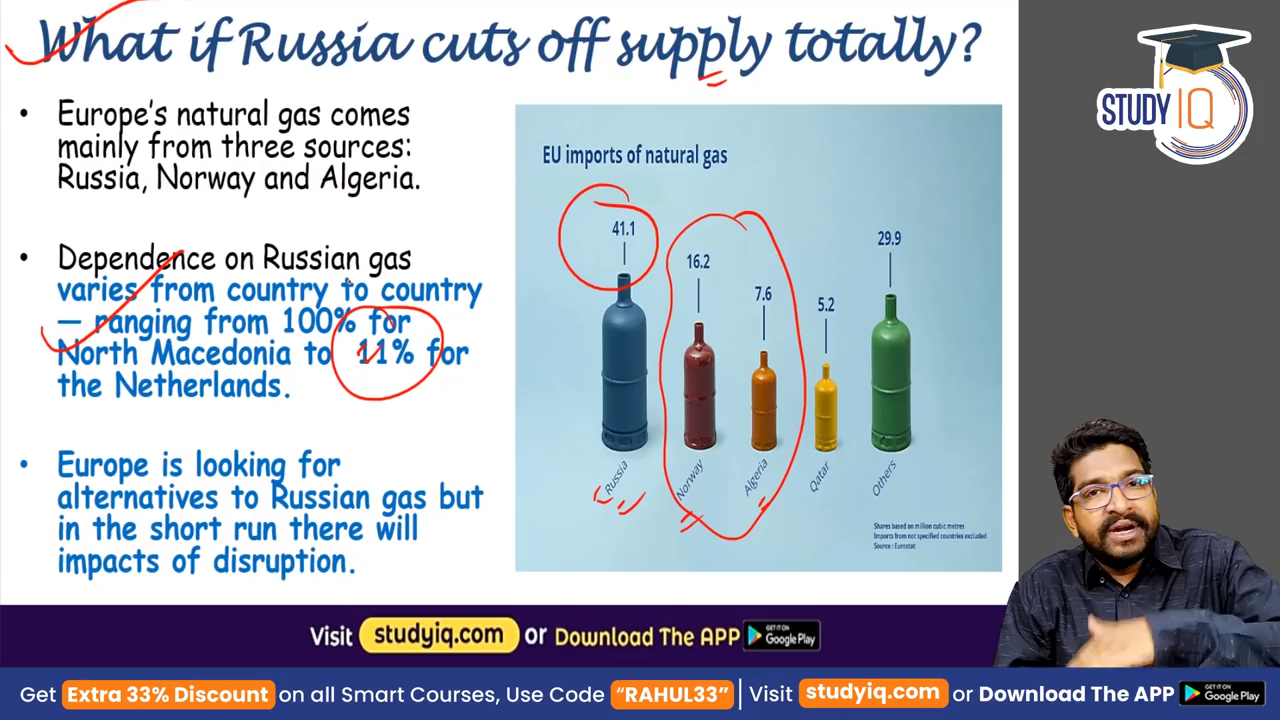 What if Russia cuts off supply totally?
• Europe's natural gas comes
mainly from three sources:
Russia, Norway and Algeria.
• Dependence on Russian gas
varies from country to country
— ranging from 100% for
North Macedonia to 11% for
the Netherlands.
• Europe is looking for
alternatives to Russian gas but
in the short run there will
impacts of disruption.
EU imports of natural gas
41.1
16.2
7.6
5.2
29.9
Russia
Norway
Algeria
Qatar
Others
Shares based on million cubic metres
Imports from not specified countries excluded
Source : Eurostat
STUDY IQ
Visit studyiq.com or Download The APP GET IT ON Google Play
Get Extra 33% Discount on all Smart Courses, Use Code “RAHUL33” | Visit studyiq.com or Download The APP GET IT ON Google Play